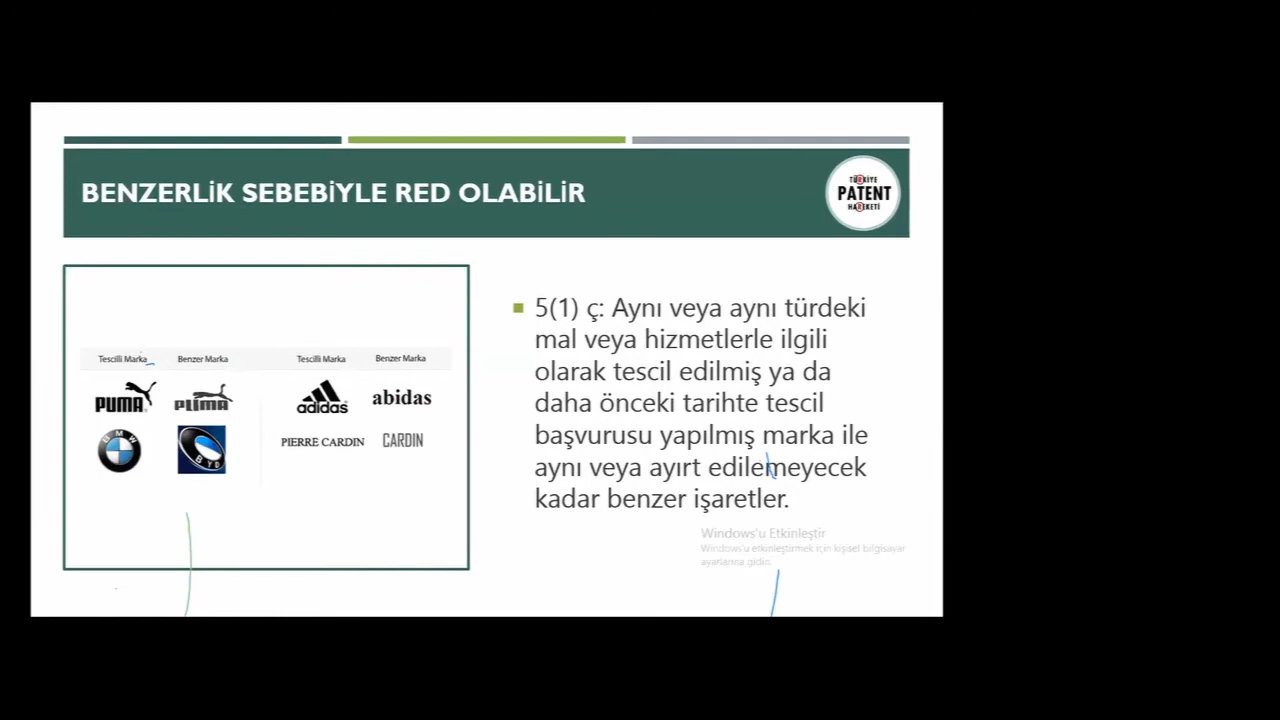 BENZERLİK SEBEBİYLE RED OLABİLİR
TÜRKİYE
PATENT
HAREKETİ
Tescilli Marka Benzer Marka Tescilli Marka Benzer Marka
PUMA PLIMA adidas abidas
BMW BYD PIERRE CARDIN CARDIN
5(1) ç: Aynı veya aynı türdeki
mal veya hizmetlerle ilgili
olarak tescil edilmiş ya da
daha önceki tarihte tescil
başvurusu yapılmış marka ile
aynı veya ayırt edilemeyecek
kadar benzer işaretler.
Windows'u Etkinleştir
Windows'u etkinleştirmek için kişisel bilgisayar
ayarlarına gidin.